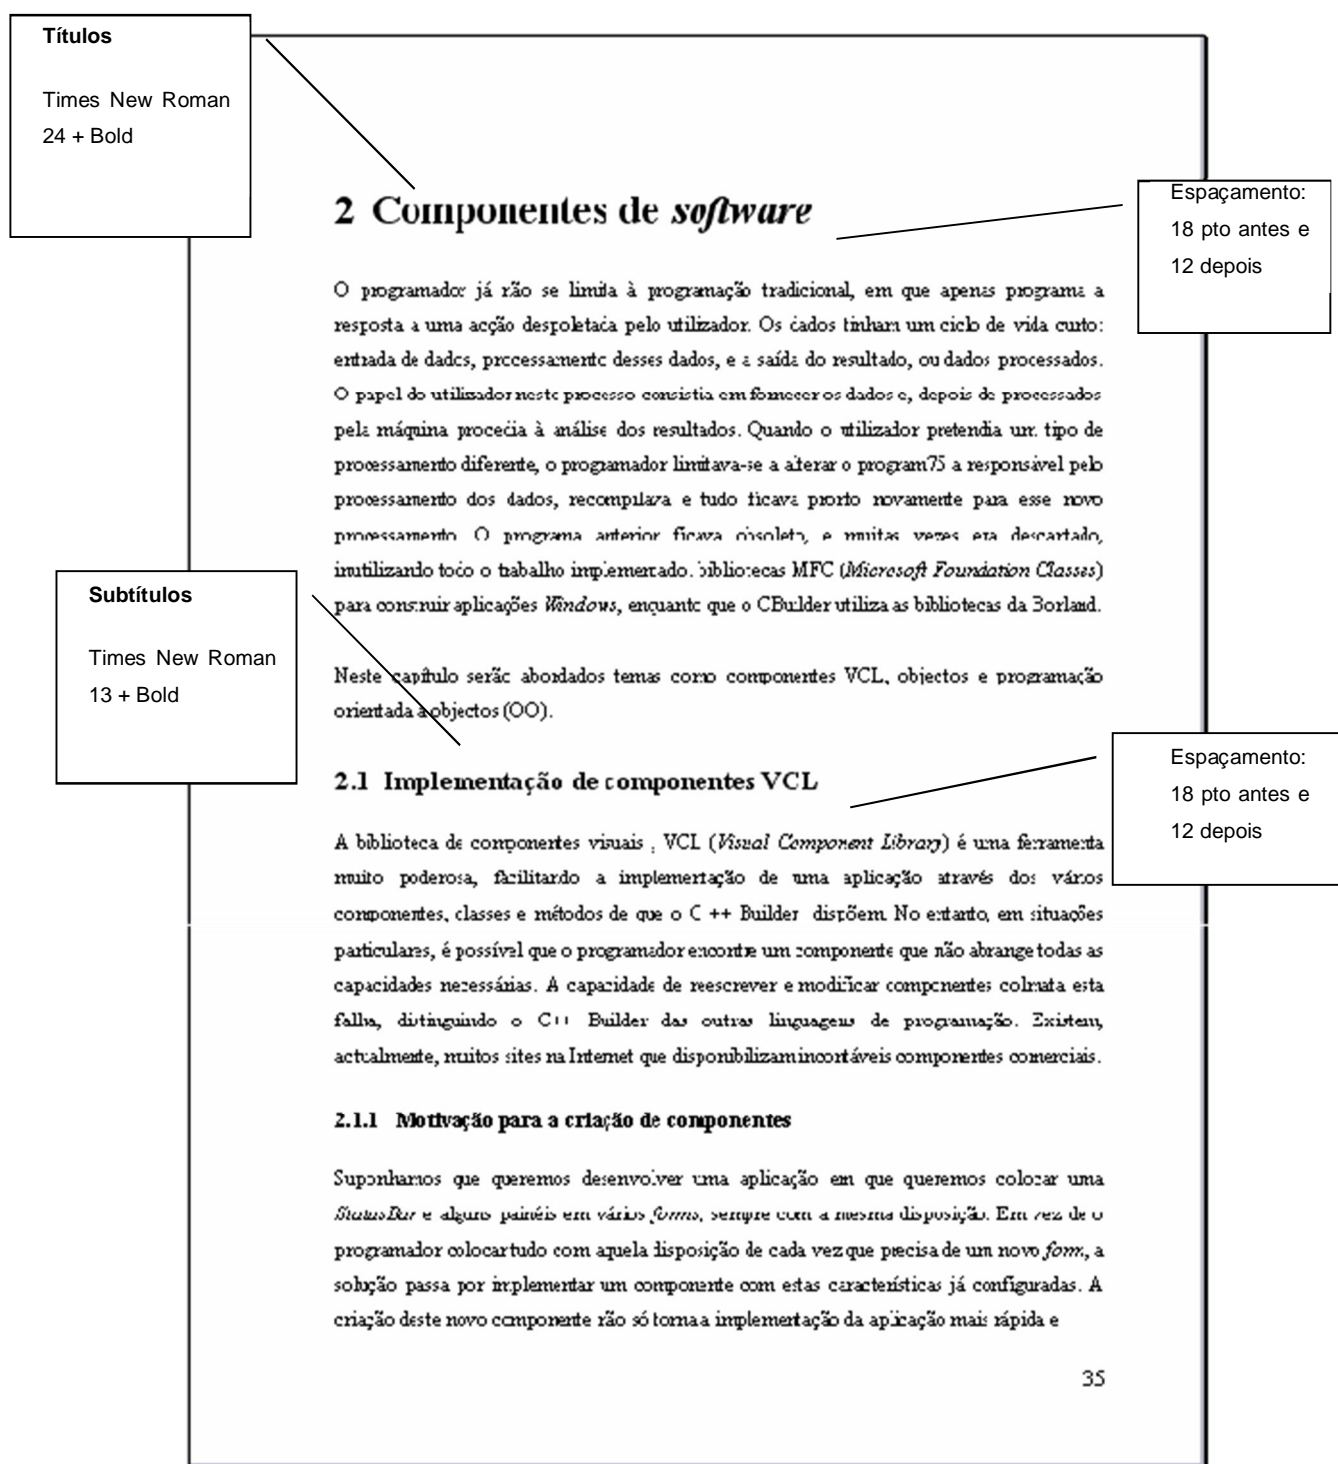 Títulos
Times New Roman
24 + Bold
2 Componentes de software
Espaçamento:
18 pto antes e
12 depois
O programador já não se limita à programação tradicional, em que apenas programa a
resposta a uma acção despoletada pelo utilizador. Os dados tinham um ciclo de vida curto:
entrada de dados, processamento desses dados, e a saída do resultado, ou dados processados.
O papel do utilizador neste processo consistia em fornecer os dados e, depois de processados
pela máquina procedia à análise dos resultados. Quando o utilizador pretendia um tipo de
processamento diferente, o programador limitava-se a alterar o program75 a responsável pelo
processamento dos dados, recompilava e tudo ficava pronto novamente para esse novo
processamento. O programa anterior ficava obsoleto, e muitas vezes era descartado,
inutilizando todo o trabalho implementado. bibliotecas MFC (Microsoft Foundation Classes)
para construir aplicações Windows, enquanto que o CBuilder utiliza as bibliotecas da Borland.
Subtítulos
Times New Roman
13 + Bold
Neste capítulo serão abordados temas como componentes VCL, objectos e programação
orientada a objectos (OO).
2.1 Implementação de componentes VCL
Espaçamento:
18 pto antes e
12 depois
A biblioteca de componentes visuais , VCL (Visual Component Library) é uma ferramenta
muito poderosa, facilitando a implementação de uma aplicação através dos vários
componentes, classes e métodos de que o C ++ Builder dispõem. No entanto, em situações
particulares, é possível que o programador encontre um componente que não abrange todas as
capacidades necessárias. A capacidade de reescrever e modificar componentes colmata esta
falha, distinguindo o C++ Builder das outras linguagens de programação. Existem,
actualmente, muitos sites na Internet que disponibilizam incontáveis componentes comerciais.
2.1.1 Motivação para a criação de componentes
Suponhamos que queremos desenvolver uma aplicação em que queremos colocar uma
StatusBar e alguns painéis em vários forms, sempre com a mesma disposição. Em vez de o
programador colocar tudo com aquela disposição de cada vez que precisa de um novo form, a
solução passa por implementar um componente com estas características já configuradas. A
criação deste novo componente não só torna a implementação da aplicação mais rápida e
35